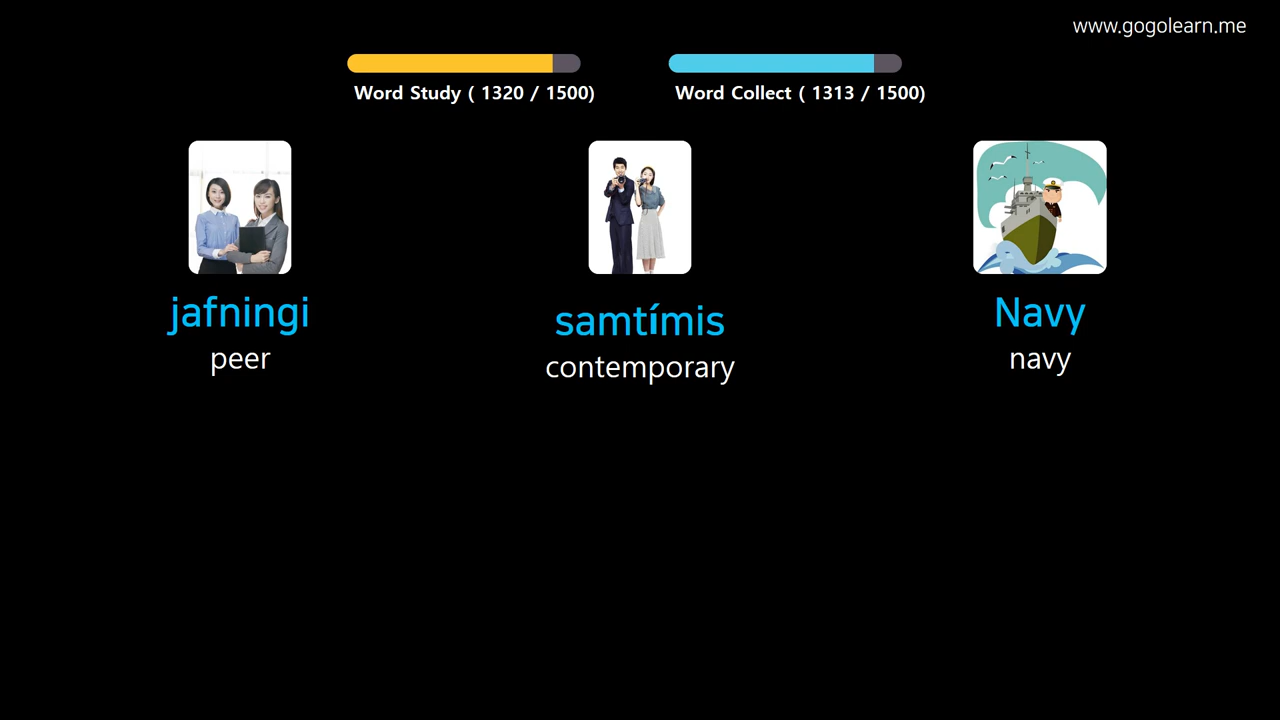 www.gogolearn.me
Word Study ( 1320 / 1500)
Word Collect ( 1313 / 1500)
jafningi
peer
samtímis
contemporary
Navy
navy